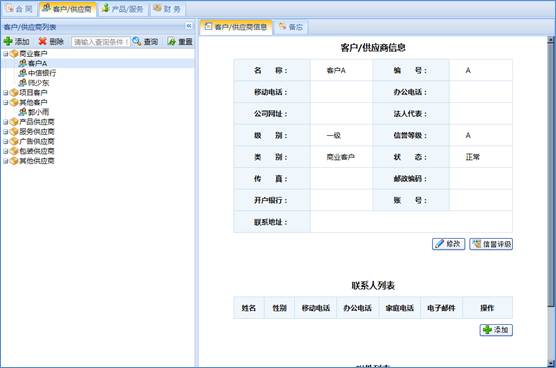 合 同 客户/供应商 产品/服务 财 务
客户/供应商列表
添加 删除 请输入查询条件! 查询 重置
商业客户
客户A
中信银行
师少东
项目客户
其他客户
郭小雨
产品供应商
服务供应商
广告供应商
包装供应商
其他供应商
客户/供应商信息 备忘
客户/供应商信息
名 称: 客户A 编 号: A
移动电话: 办公电话:
公司网址: 法人代表:
级 别: 一级 信誉等级: A
类 别: 商业客户 状 态: 正常
传 真: 邮政编码:
开户银行: 账 号:
联系地址:
修改 信誉评级
联系人列表
姓名 性别 移动电话 办公电话 家庭电话 电子邮件 操作
添加